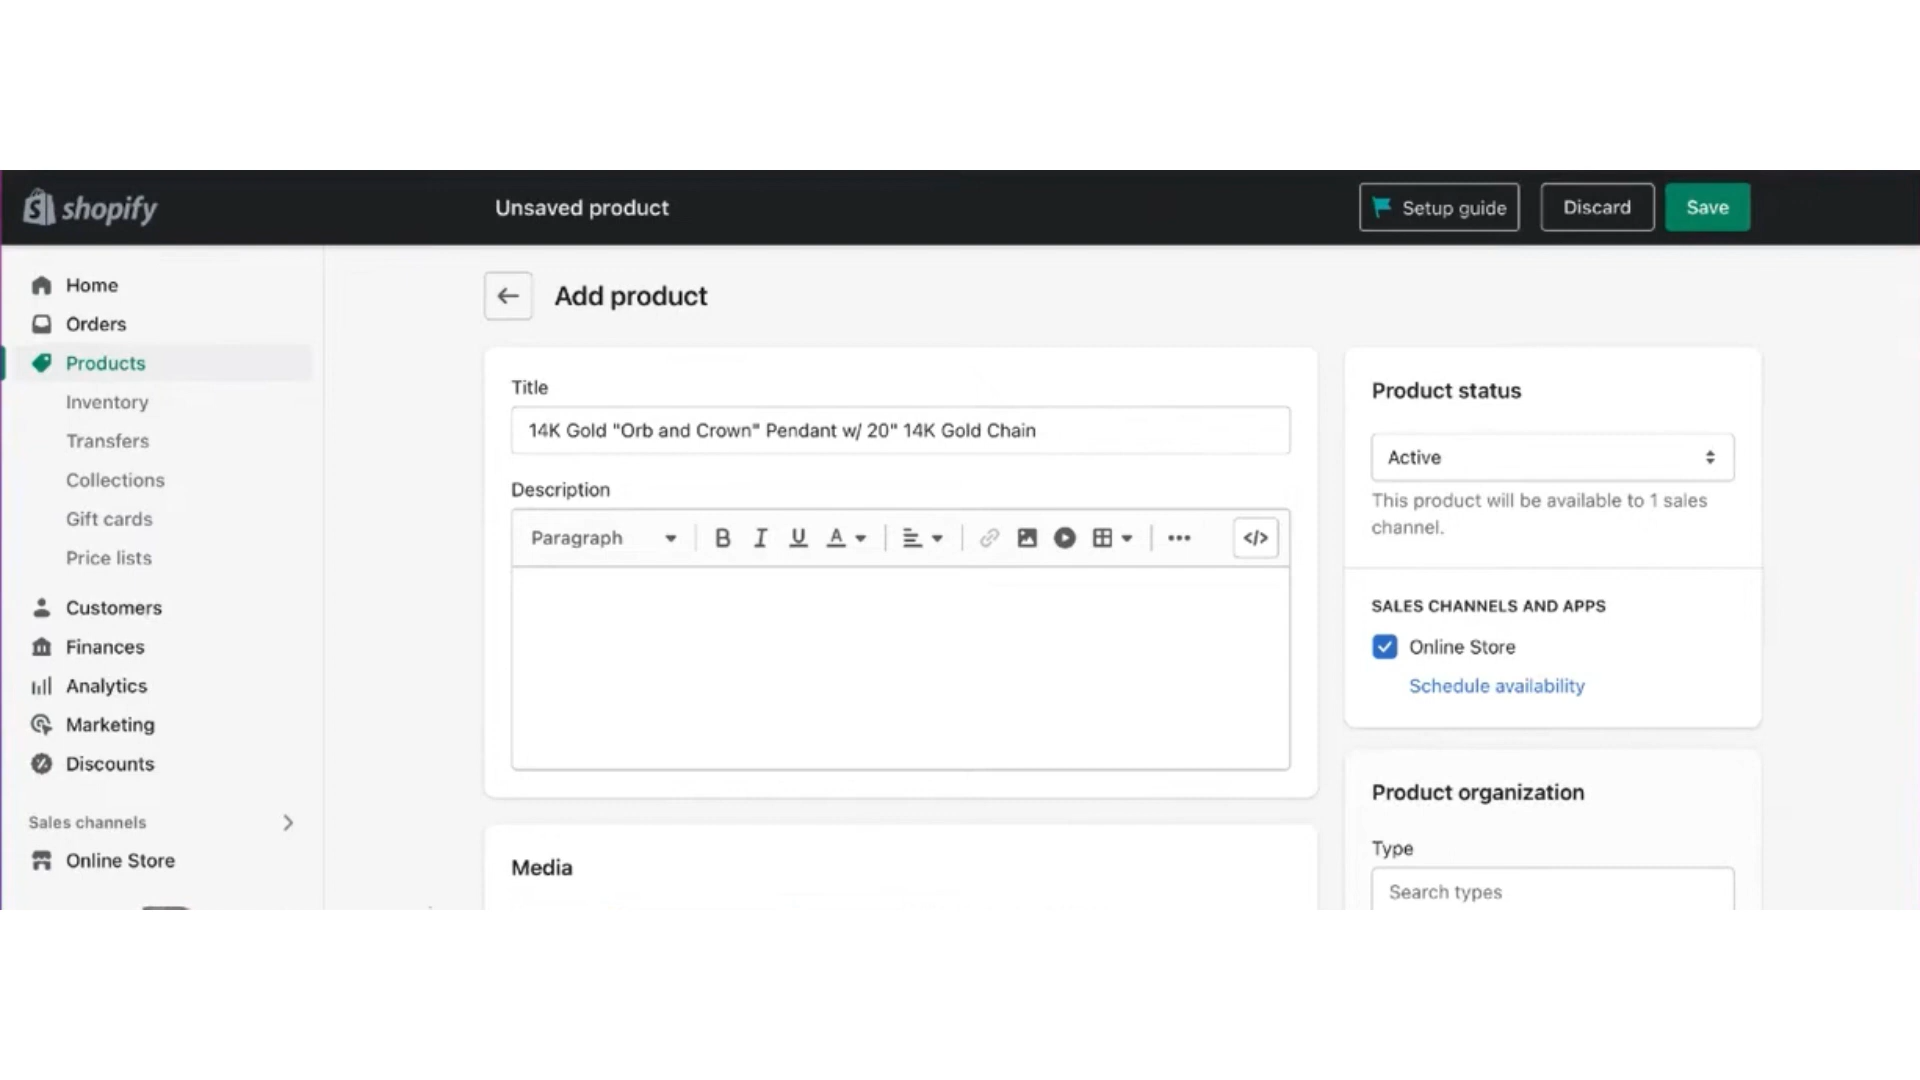 shopify
Unsaved product
Setup guide
Discard
Save
Home
Orders
Products
Inventory
Transfers
Collections
Gift cards
Price lists
Customers
Finances
Analytics
Marketing
Discounts
Sales channels
Online Store
Add product
Title
14K Gold "Orb and Crown" Pendant w/ 20" 14K Gold Chain
Description
Paragraph
B I U A
</>
Media
Product status
Active
This product will be available to 1 sales
channel.
SALES CHANNELS AND APPS
Online Store
Schedule availability
Product organization
Type
Search types